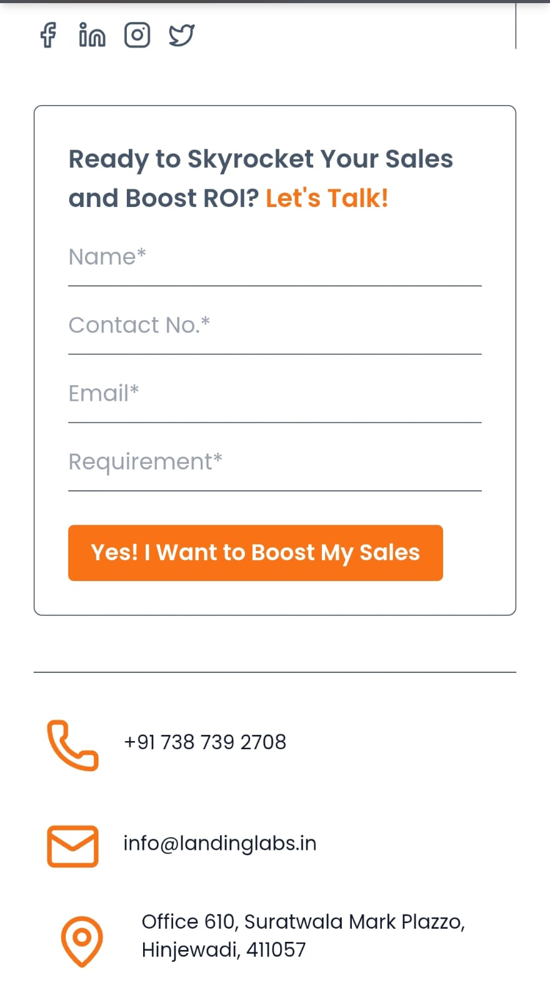 Ready to Skyrocket Your Sales
and Boost ROI? Let's Talk!
Name*
Contact No.*
Email*
Requirement*
Yes! I Want to Boost My Sales
+91 738 739 2708
info@landinglabs.in
Office 610, Suratwala Mark Plazzo,
Hinjewadi, 411057